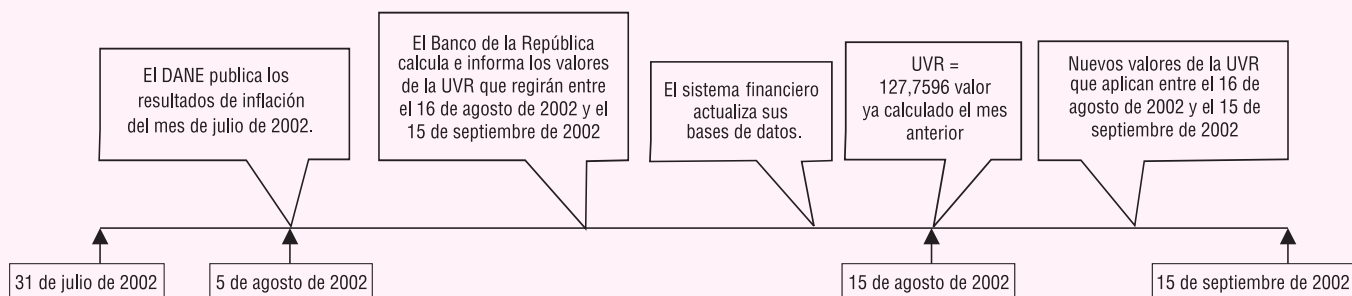 El DANE publica los
resultados de inflación
del mes de julio de 2002.
El Banco de la República
calcula e informa los valores
de la UVR que regirán entre
el 16 de agosto de 2002 y el
15 de septiembre de 2002
El sistema financiero
actualiza sus
bases de datos.
UVR =
127,7596 valor
ya calculado el mes
anterior
Nuevos valores de la UVR
que aplican entre el 16 de
agosto de 2002 y el 15 de
septiembre de 2002
31 de julio de 2002
5 de agosto de 2002
15 de agosto de 2002
15 de septiembre de 2002